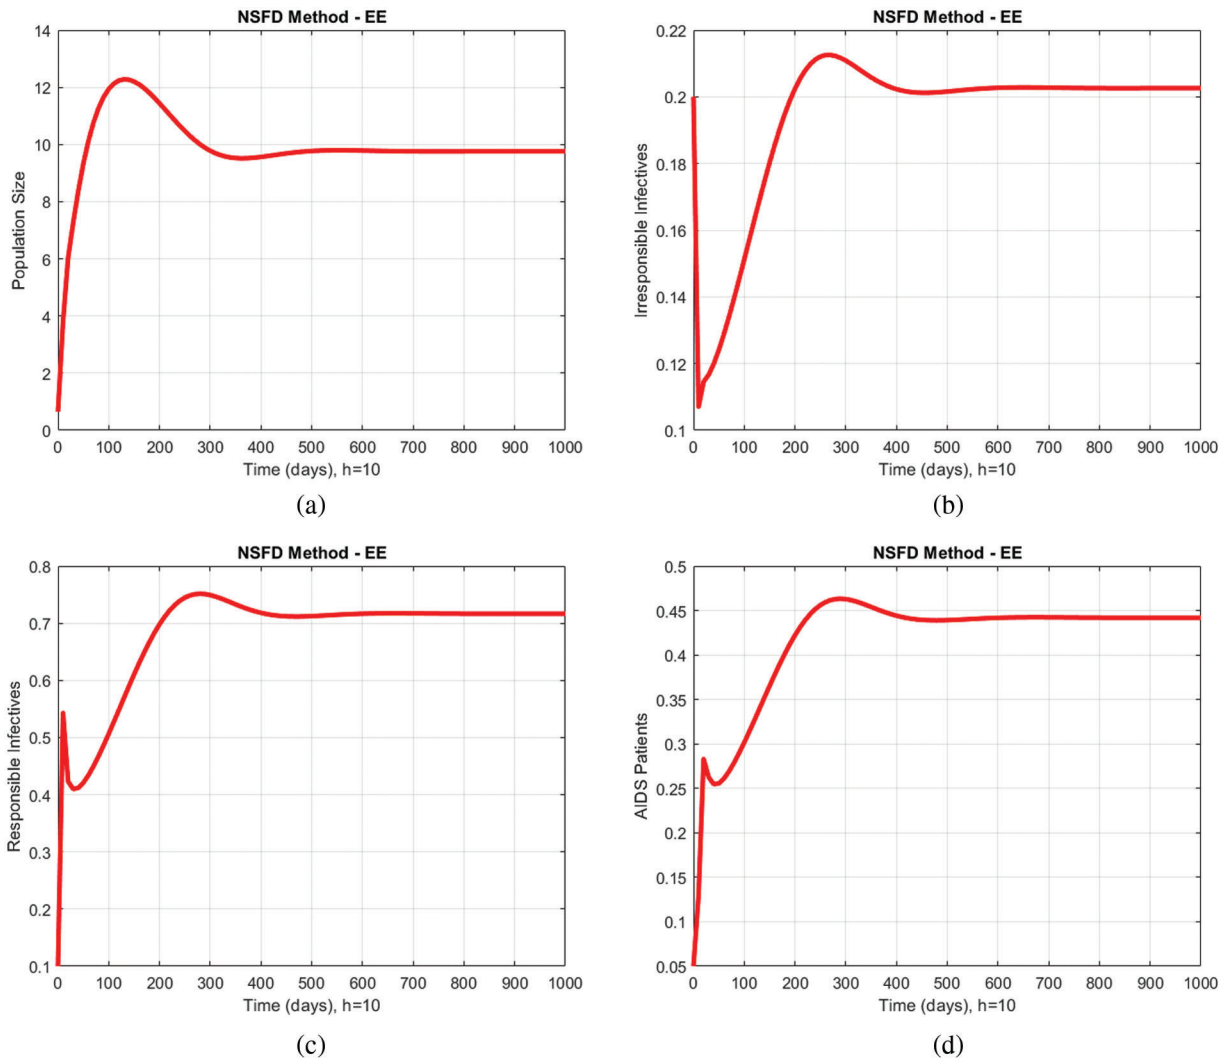 NSFD Method - EE
14
12
10
8
6
4
2
0
Population Size
0 100 200 300 400 500 600 700 800 900 1000
Time (days), h=10
(a)
NSFD Method - EE
0.22
0.2
0.18
0.16
0.14
0.12
0.1
Irresponsible Infectives
0 100 200 300 400 500 600 700 800 900 1000
Time (days), h=10
(b)
NSFD Method - EE
0.8
0.7
0.6
0.5
0.4
0.3
0.2
0.1
Responsible Infectives
0 100 200 300 400 500 600 700 800 900 1000
Time (days), h=10
(c)
NSFD Method - EE
0.5
0.45
0.4
0.35
0.3
0.25
0.2
0.15
0.1
0.05
AIDS Patients
0 100 200 300 400 500 600 700 800 900 1000
Time (days), h=10
(d)